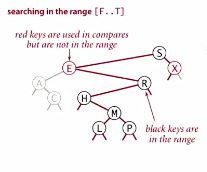 searching in the range [F..T]
red keys are used in compares
but are not in the range
S
E
X
A
R
C
H
M
L
P
black keys are
in the range